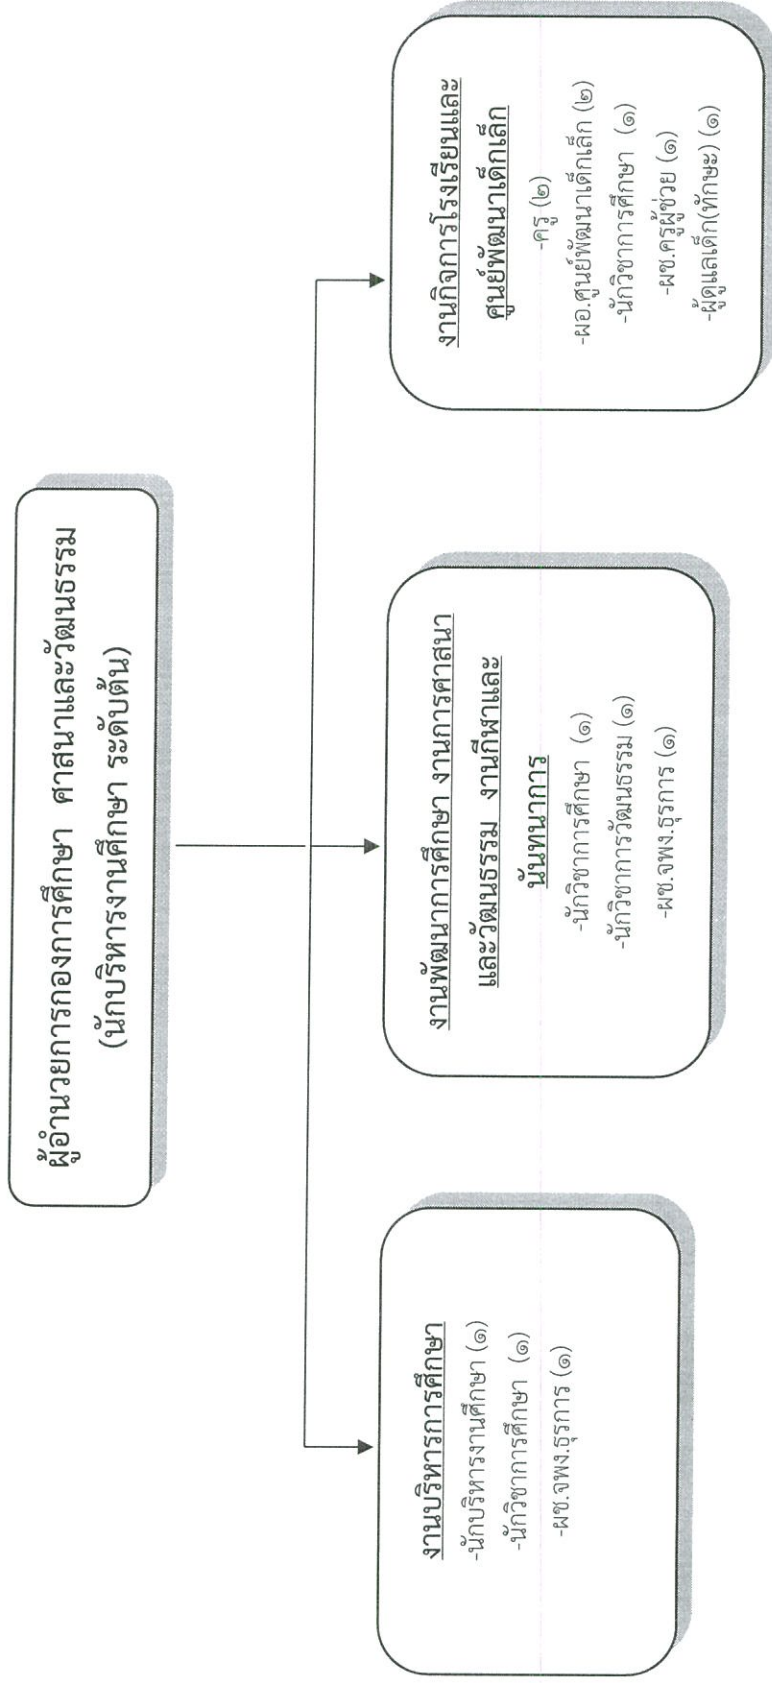 ผู้อำนวยการกองการศึกษา ศาสนาและวัฒนธรรม
(นักบริหารงานศึกษา ระดับต้น)
งานบริหารการศึกษา
-นักบริหารงานศึกษา (๑)
-นักวิชาการศึกษา (๑)
-ผช.จพง.ธุรการ (๑)
งานพัฒนาการศึกษา งานการศาสนา
และวัฒนธรรม งานกีฬาและ
นันทนาการ
-นักวิชาการศึกษา (๑)
-นักวิชาการวัฒนธรรม (๑)
-ผช.จพง.ธุรการ (๑)
งานกิจการโรงเรียนและ
ศูนย์พัฒนาเด็กเล็ก
-ครู (๒)
-ผอ.ศูนย์พัฒนาเด็กเล็ก (๒)
-นักวิชาการศึกษา (๑)
-ผช.ครูผู้ช่วย (๑)
-ผู้ดูแลเด็ก(ทักษะ) (๑)